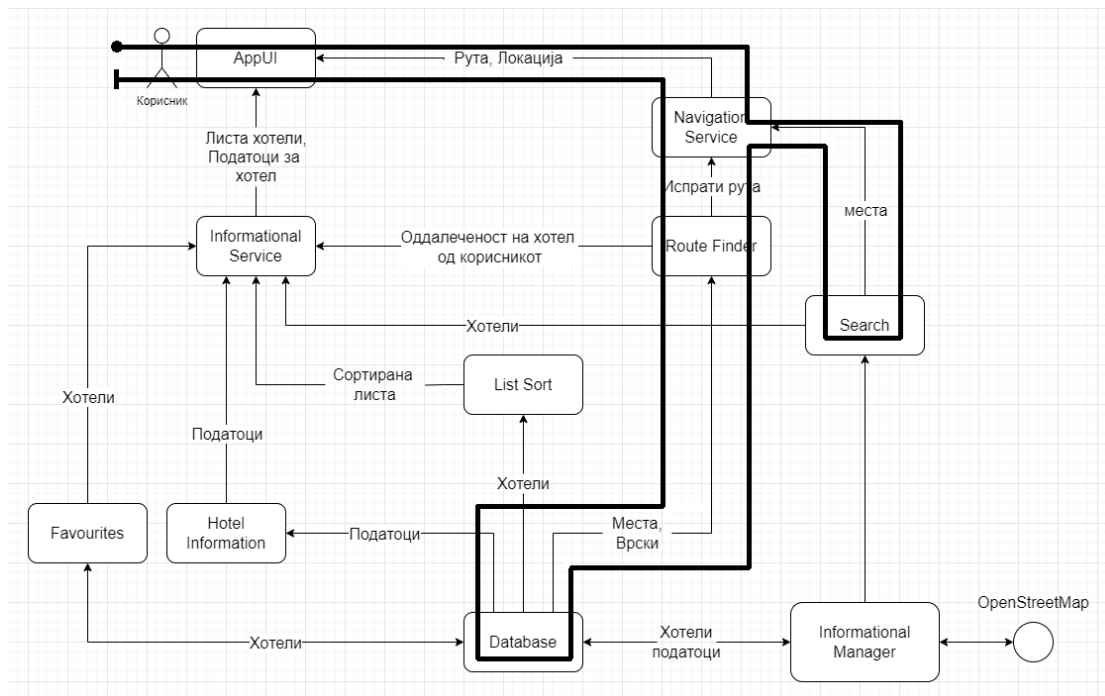 AppUI
Рута, Локација
Корисник
Navigation
Service
Листа хотели,
Податоци за
хотел
Испрати рута
места
Informational
Service
Оддалеченост на хотел
од корисникот
Route Finder
Хотели
Search
Сортирана
листа
List Sort
Хотели
Податоци
Хотели
Favourites
Hotel
Information
Податоци
Места,
Врски
OpenStreetMap
Хотели
Database
Хотели
податоци
Informational
Manager